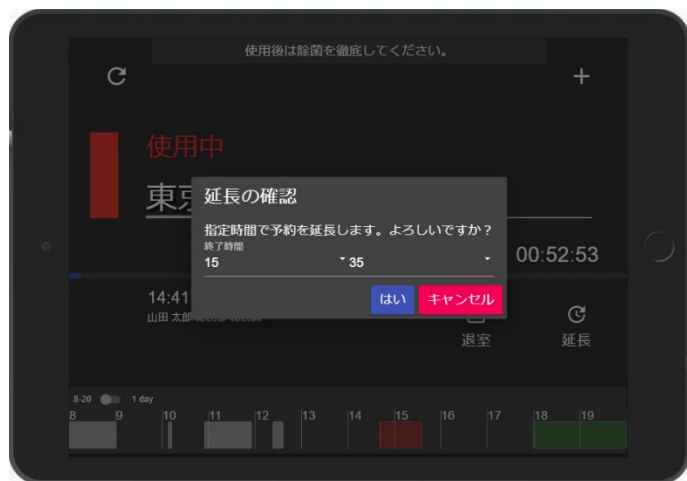 使用後は除菌を徹底してください。
使用中
東京
延長の確認
指定時間で予約を延長します。よろしいですか？
終了時間
15 35
00:52:53
はい キャンセル
14:41
山田 太郎
退室 延長
8-20 1 day
8 9 10 11 12 13 14 15 16 17 18 19